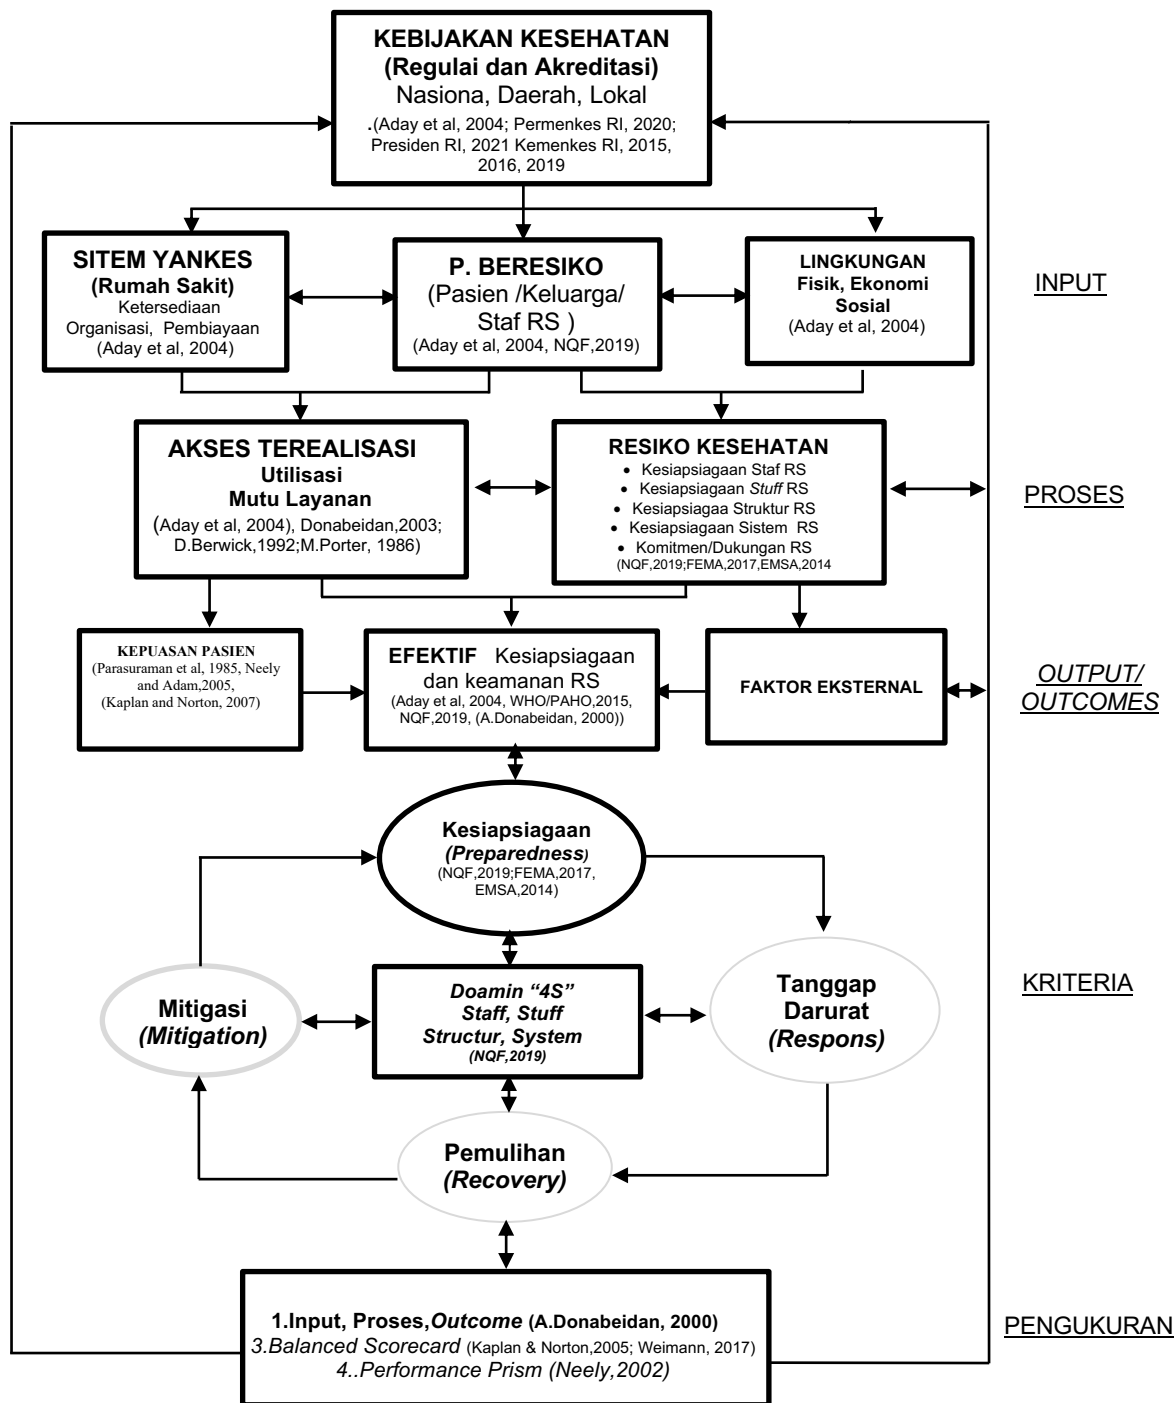 KEBIJAKAN KESEHATAN
(Regulai dan Akreditasi)
Nasiona, Daerah, Lokal
.(Aday et al, 2004; Permenkes RI, 2020;
Presiden RI, 2021 Kemenkes RI, 2015,
2016, 2019
SITEM YANKES
(Rumah Sakit)
Ketersediaan
Organisasi, Pembiayaan
(Aday et al, 2004)
P. BERESIKO
(Pasien /Keluarga/
Staf RS )
(Aday et al, 2004, NQF,2019)
LINGKUNGAN
Fisik, Ekonomi
Sosial
(Aday et al, 2004)
INPUT
AKSES TEREALISASI
Utilisasi
Mutu Layanan
(Aday et al, 2004), Donabeidan,2003;
D.Berwick,1992;M.Porter, 1986)
RESIKO KESEHATAN
• Kesiapsiagaan Staf RS
• Kesiapsiagaan Stuff RS
• Kesiapsiagaa Struktur RS
• Kesiapsiagaan Sistem RS
• Komitmen/Dukungan RS
(NQF,2019;FEMA,2017,EMSA,2014
PROSES
KEPUASAN PASIEN
(Parasuraman et al, 1985, Neely
and Adam,2005,
(Kaplan and Norton, 2007)
EFEKTIF Kesiapsiagaan
dan keamanan RS
(Aday et al, 2004, WHO/PAHO,2015,
NQF,2019, (A.Donabeidan, 2000))
FAKTOR EKSTERNAL
OUTPUT/
OUTCOMES
Kesiapsiagaan
(Preparedness)
(NQF,2019;FEMA,2017,
EMSA,2014)
Mitigasi
(Mitigation)
Doamin “4S”
Staff, Stuff
Structur, System
(NQF,2019)
Tanggap
Darurat
(Respons)
KRITERIA
Pemulihan
(Recovery)
1.Input, Proses,Outcome (A.Donabeidan, 2000)
3.Balanced Scorecard (Kaplan & Norton,2005; Weimann, 2017)
4..Performance Prism (Neely,2002)
PENGUKURAN